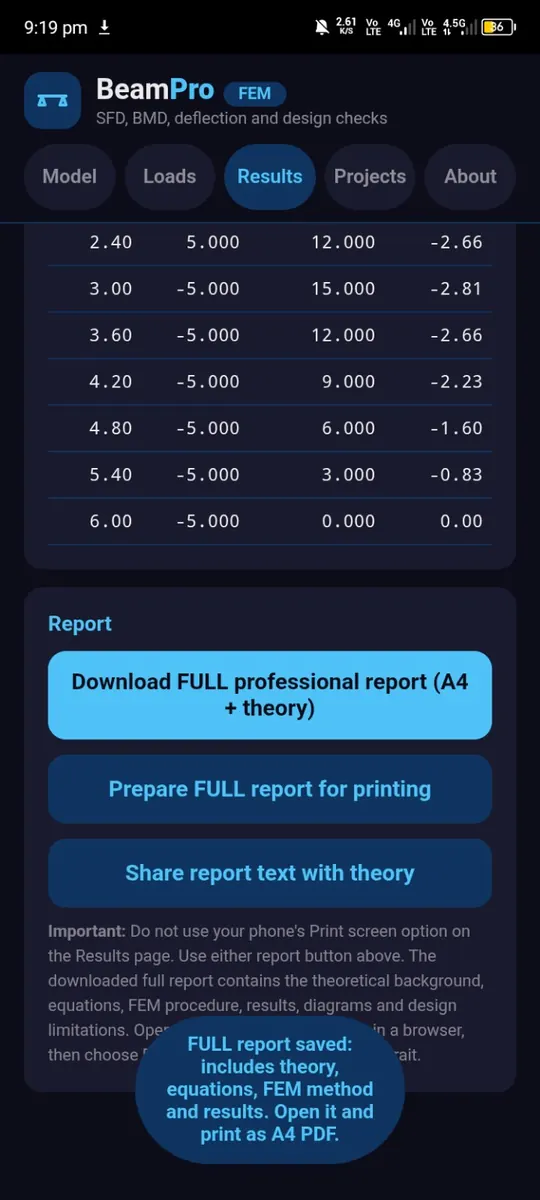 9:19 pm
2.61 K/S Vo LTE 4G Vo LTE 4.5G 36
BeamPro FEM
SFD, BMD, deflection and design checks
Model Loads Results Projects About
2.40 5.000 12.000 -2.66
3.00 -5.000 15.000 -2.81
3.60 -5.000 12.000 -2.66
4.20 -5.000 9.000 -2.23
4.80 -5.000 6.000 -1.60
5.40 -5.000 3.000 -0.83
6.00 -5.000 0.000 0.00
Report
Download FULL professional report (A4
+ theory)
Prepare FULL report for printing
Share report text with theory
Important: Do not use your phone's Print screen option on
the Results page. Use either report button above. The
downloaded full report contains the theoretical background,
equations, FEM procedure, results, diagrams and design
limitations. in a browser,
then choose
FULL report saved:
includes theory,
equations, FEM method
and results. Open it and
print as A4 PDF.